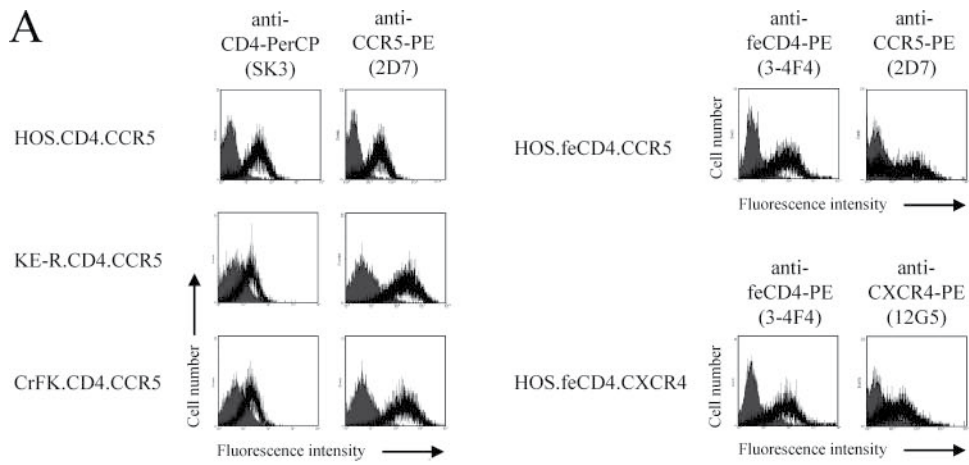 A
anti-
CD4-PerCP
(SK3)
anti-
CCR5-PE
(2D7)
HOS.CD4.CCR5
KE-R.CD4.CCR5
CrFK.CD4.CCR5
Cell number
Fluorescence intensity
anti-
feCD4-PE
(3-4F4)
anti-
CCR5-PE
(2D7)
HOS.feCD4.CCR5
Cell number
Fluorescence intensity
anti-
feCD4-PE
(3-4F4)
anti-
CXCR4-PE
(12G5)
HOS.feCD4.CXCR4
Cell number
Fluorescence intensity